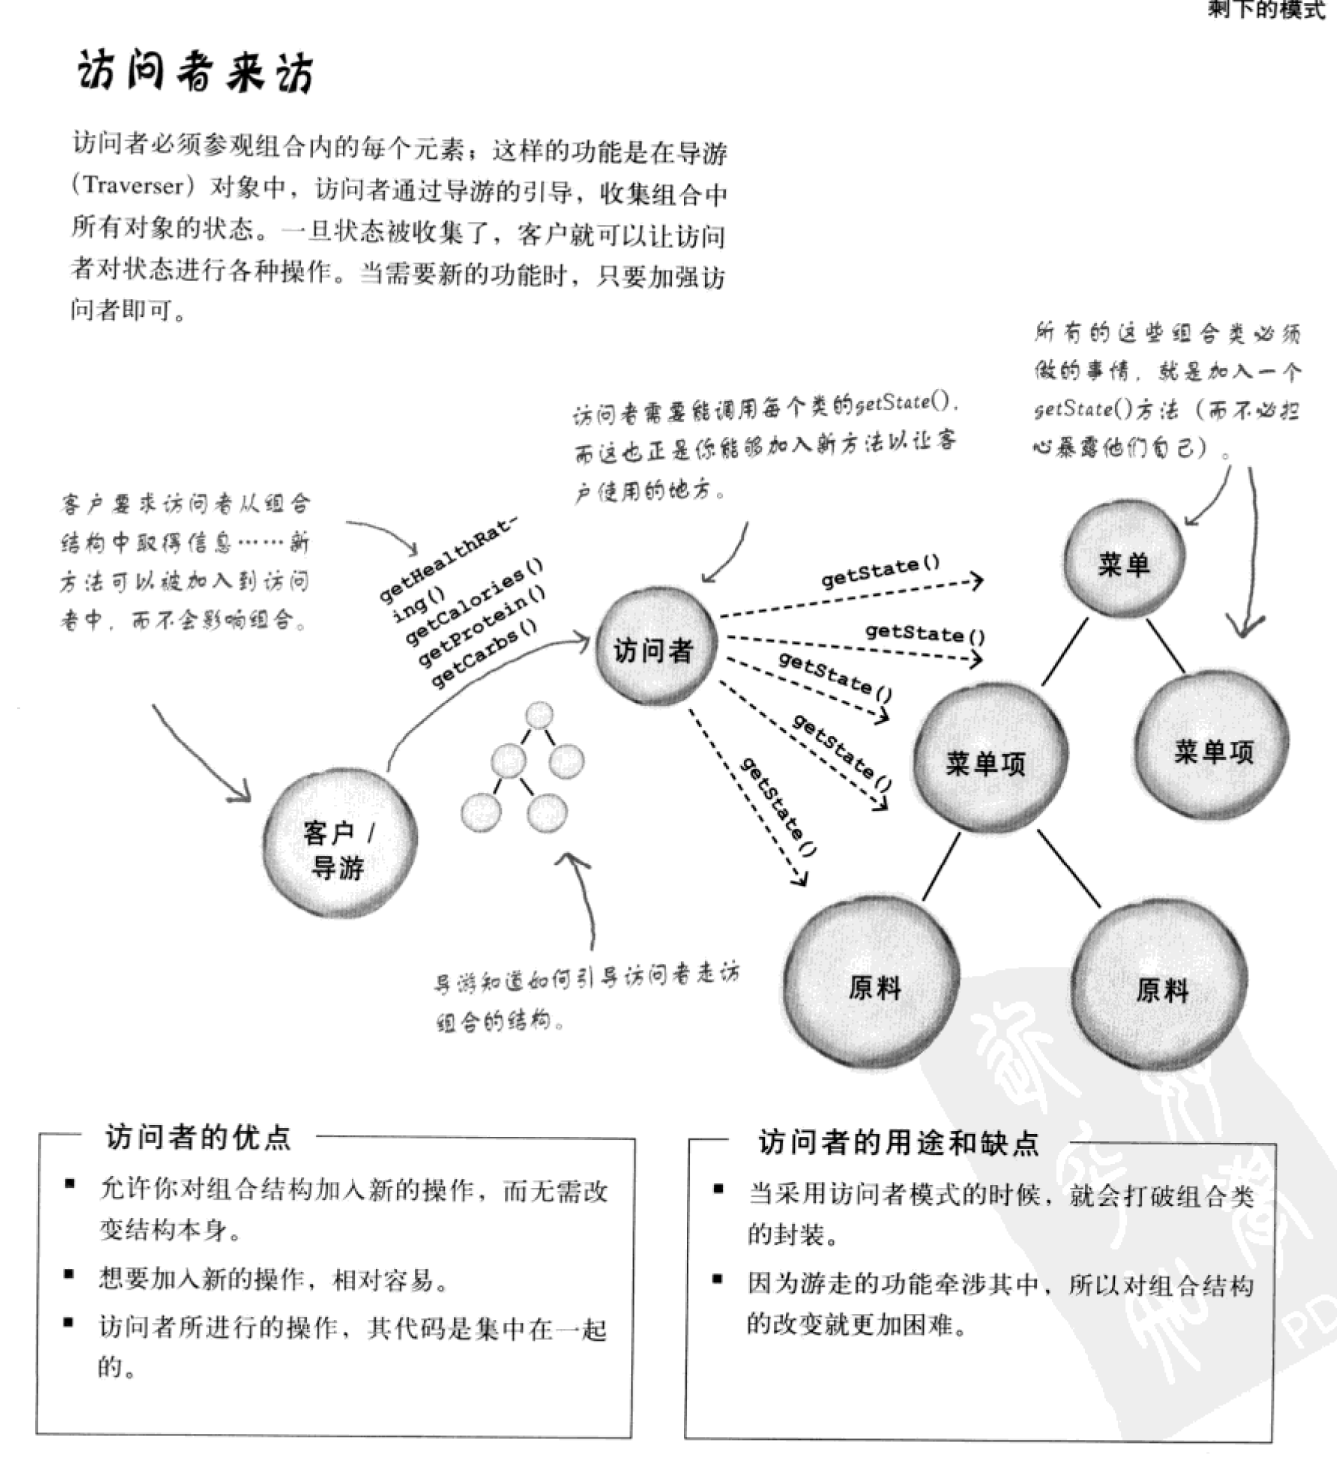 剩下的模式
访问者来访
访问者必须参观组合内的每个元素；这样的功能是在导游
（Traverser）对象中，访问者通过导游的引导，收集组合中
所有对象的状态。一旦状态被收集了，客户就可以让访问
者对状态进行各种操作。当需要新的功能时，只要加强访
问者即可。
所有的这些组合类必须
做的事情，就是加入一个
getState()方法（而不必担
心暴露他们自己）。
访问者需要能调用每个类的getState()，
而这也正是你能够加入新方法以让客
户使用的地方。
客户要求访问者从组合
结构中取得信息……新
方法可以被加入到访问
者中，而不会影响组合。
getHealthRat-
ing()
getCalories()
getProtein()
getCarbs()
访问者
getState()
getState()
getState()
getState()
getState()
菜单
菜单项
菜单项
客户 /
导游
原料
原料
导游知道如何引导访问者走访
组合的结构。
访问者的优点
■ 允许你对组合结构加入新的操作，而无需改
变结构本身。
■ 想要加入新的操作，相对容易。
■ 访问者所进行的操作，其代码是集中在一起
的。
访问者的用途和缺点
■ 当采用访问者模式的时候，就会打破组合类
的封装。
■ 因为游走的功能牵涉其中，所以对组合结构
的改变就更加困难。
PD